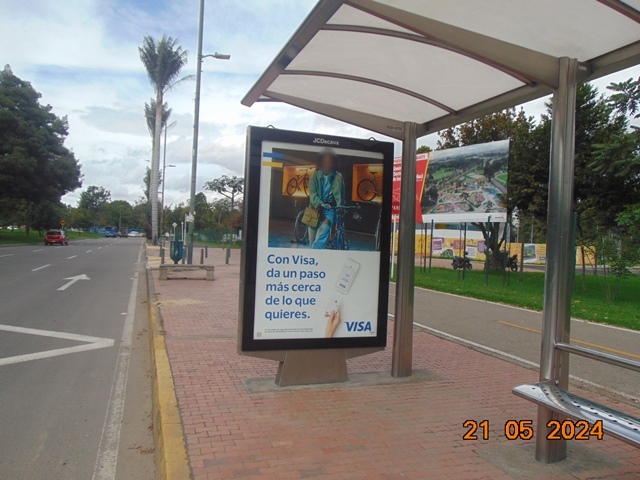 JCDecaux
Con Visa,
da un paso
más cerca
de lo que
quieres.
VISA
21 05 2024